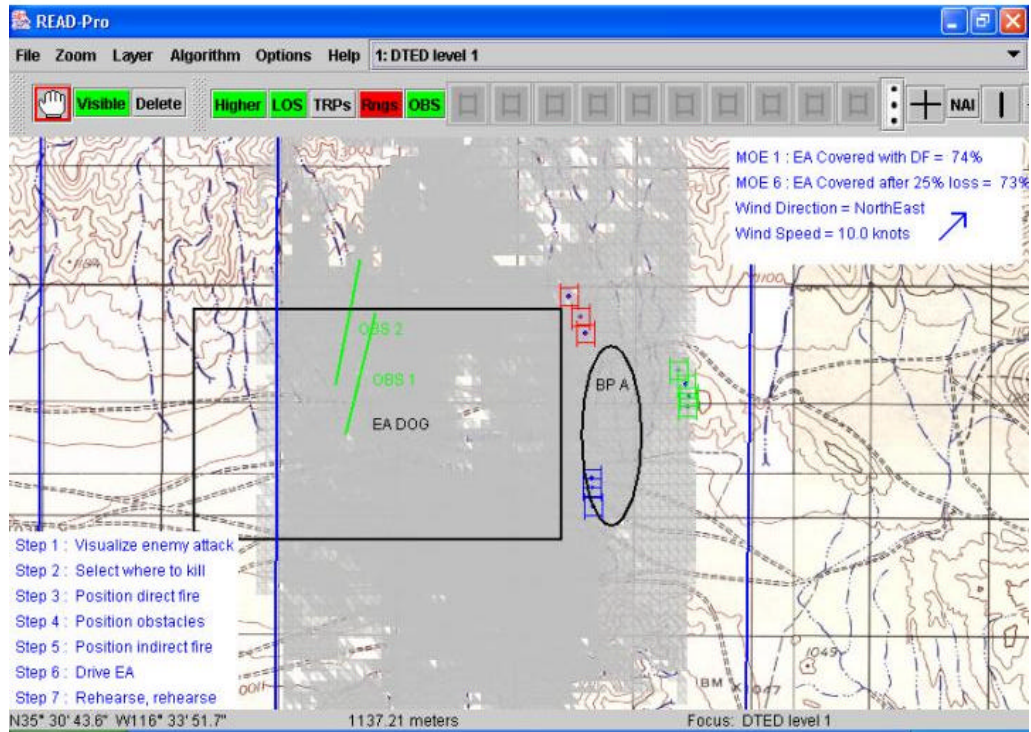 READ-Pro
File Zoom Layer Algorithm Options Help 1: DTED level 1
Visible Delete Higher LOS TRPs Rngs OBS NAI
MOE 1 : EA Covered with DF = 74%
MOE 6 : EA Covered after 25% loss = 73%
Wind Direction = NorthEast
Wind Speed = 10.0 knots
1184
1100
OBS 2
OBS 1
BP A
EA DOG
Step 1 : Visualize enemy attack
Step 2 : Select where to kill
Step 3 : Position direct fire
Step 4 : Position obstacles
Step 5 : Position indirect fire
Step 6 : Drive EA
Step 7 : Rehearse, rehearse
1049
BM X 1047
N35° 30' 43.6" W116° 33' 51.7" 1137.21 meters Focus: DTED level 1